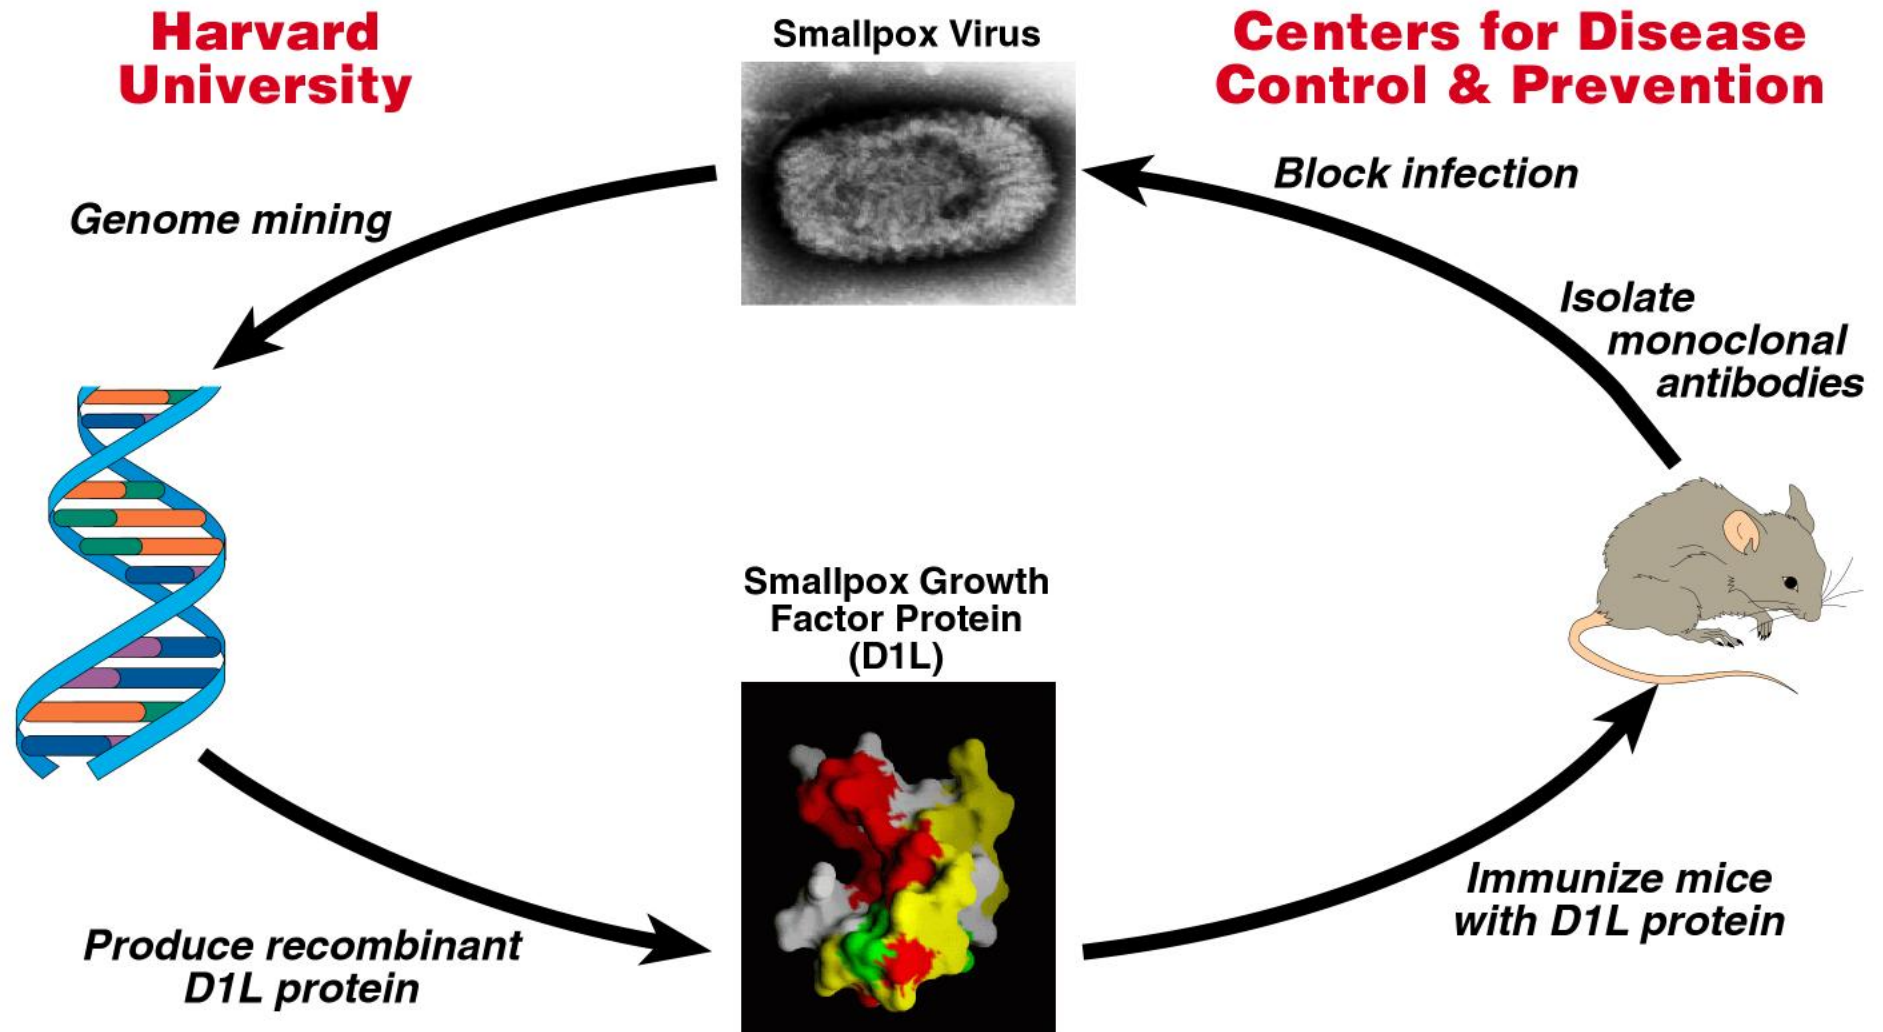 Harvard
University
Smallpox Virus
Centers for Disease
Control & Prevention
Genome mining
Block infection
Isolate
monoclonal
antibodies
Smallpox Growth
Factor Protein
(D1L)
Produce recombinant
D1L protein
Immunize mice
with D1L protein